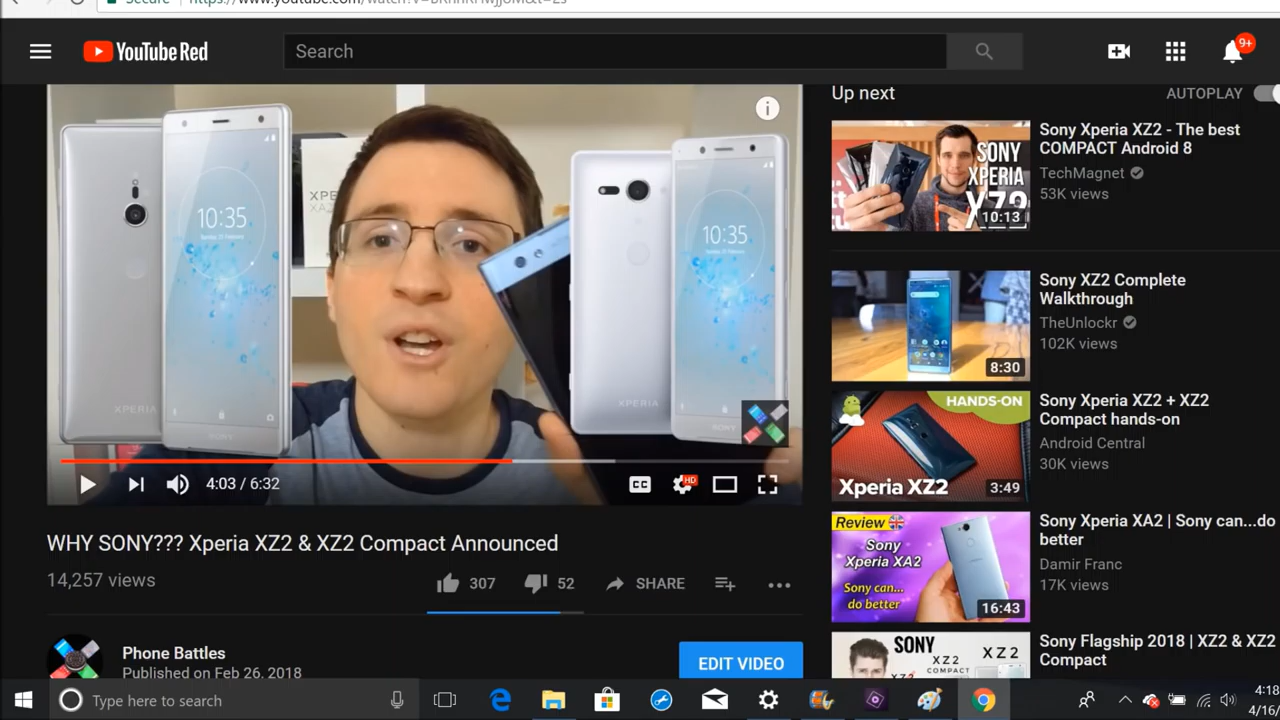 Secure
YouTube Red
Search
9+
Up next
AUTOPLAY
10:35
XPERIA
SONY
10:35
XPERIA
SONY
4:03 / 6:32
CC
HD
WHY SONY??? Xperia XZ2 & XZ2 Compact Announced
14,257 views
307
52
SHARE
Phone Battles
Published on Feb 26, 2018
EDIT VIDEO
SONY
XPERIA
XZ2
10:13
Sony Xperia XZ2 - The best
COMPACT Android 8
TechMagnet
53K views
8:30
Sony XZ2 Complete
Walkthrough
TheUnlockr
102K views
HANDS-ON
Xperia XZ2
3:49
Sony Xperia XZ2 + XZ2
Compact hands-on
Android Central
30K views
Review
Sony
Xperia XA2
Sony can...
do better
16:43
Sony Xperia XA2 | Sony can...do
better
Damir Franc
17K views
SONY
XZ2
COMPACT
XZ2
Sony Flagship 2018 | XZ2 & XZ2
Compact
Type here to search
4:18
4/16/